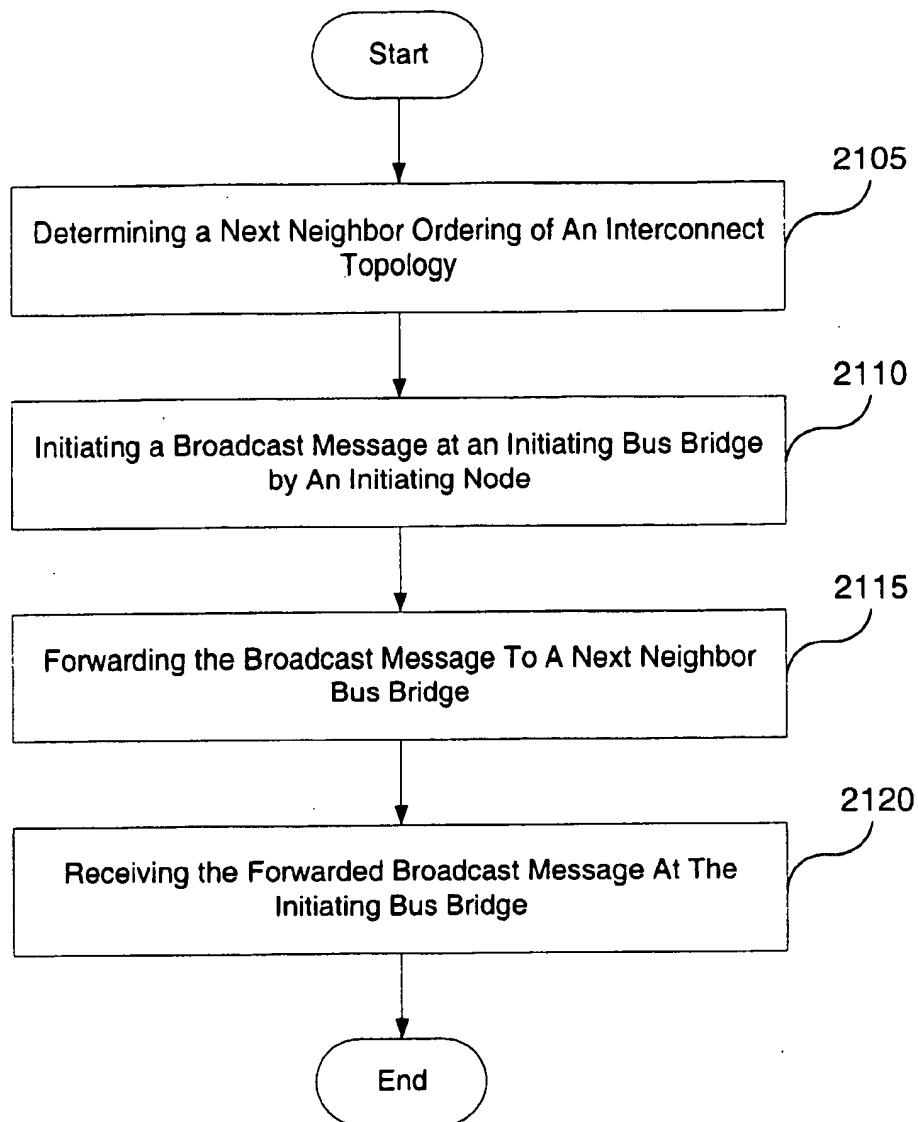 Start
2105
Determining a Next Neighbor Ordering of An Interconnect
Topology
2110
Initiating a Broadcast Message at an Initiating Bus Bridge
by An Initiating Node
2115
Forwarding the Broadcast Message To A Next Neighbor
Bus Bridge
2120
Receiving the Forwarded Broadcast Message At The
Initiating Bus Bridge
End